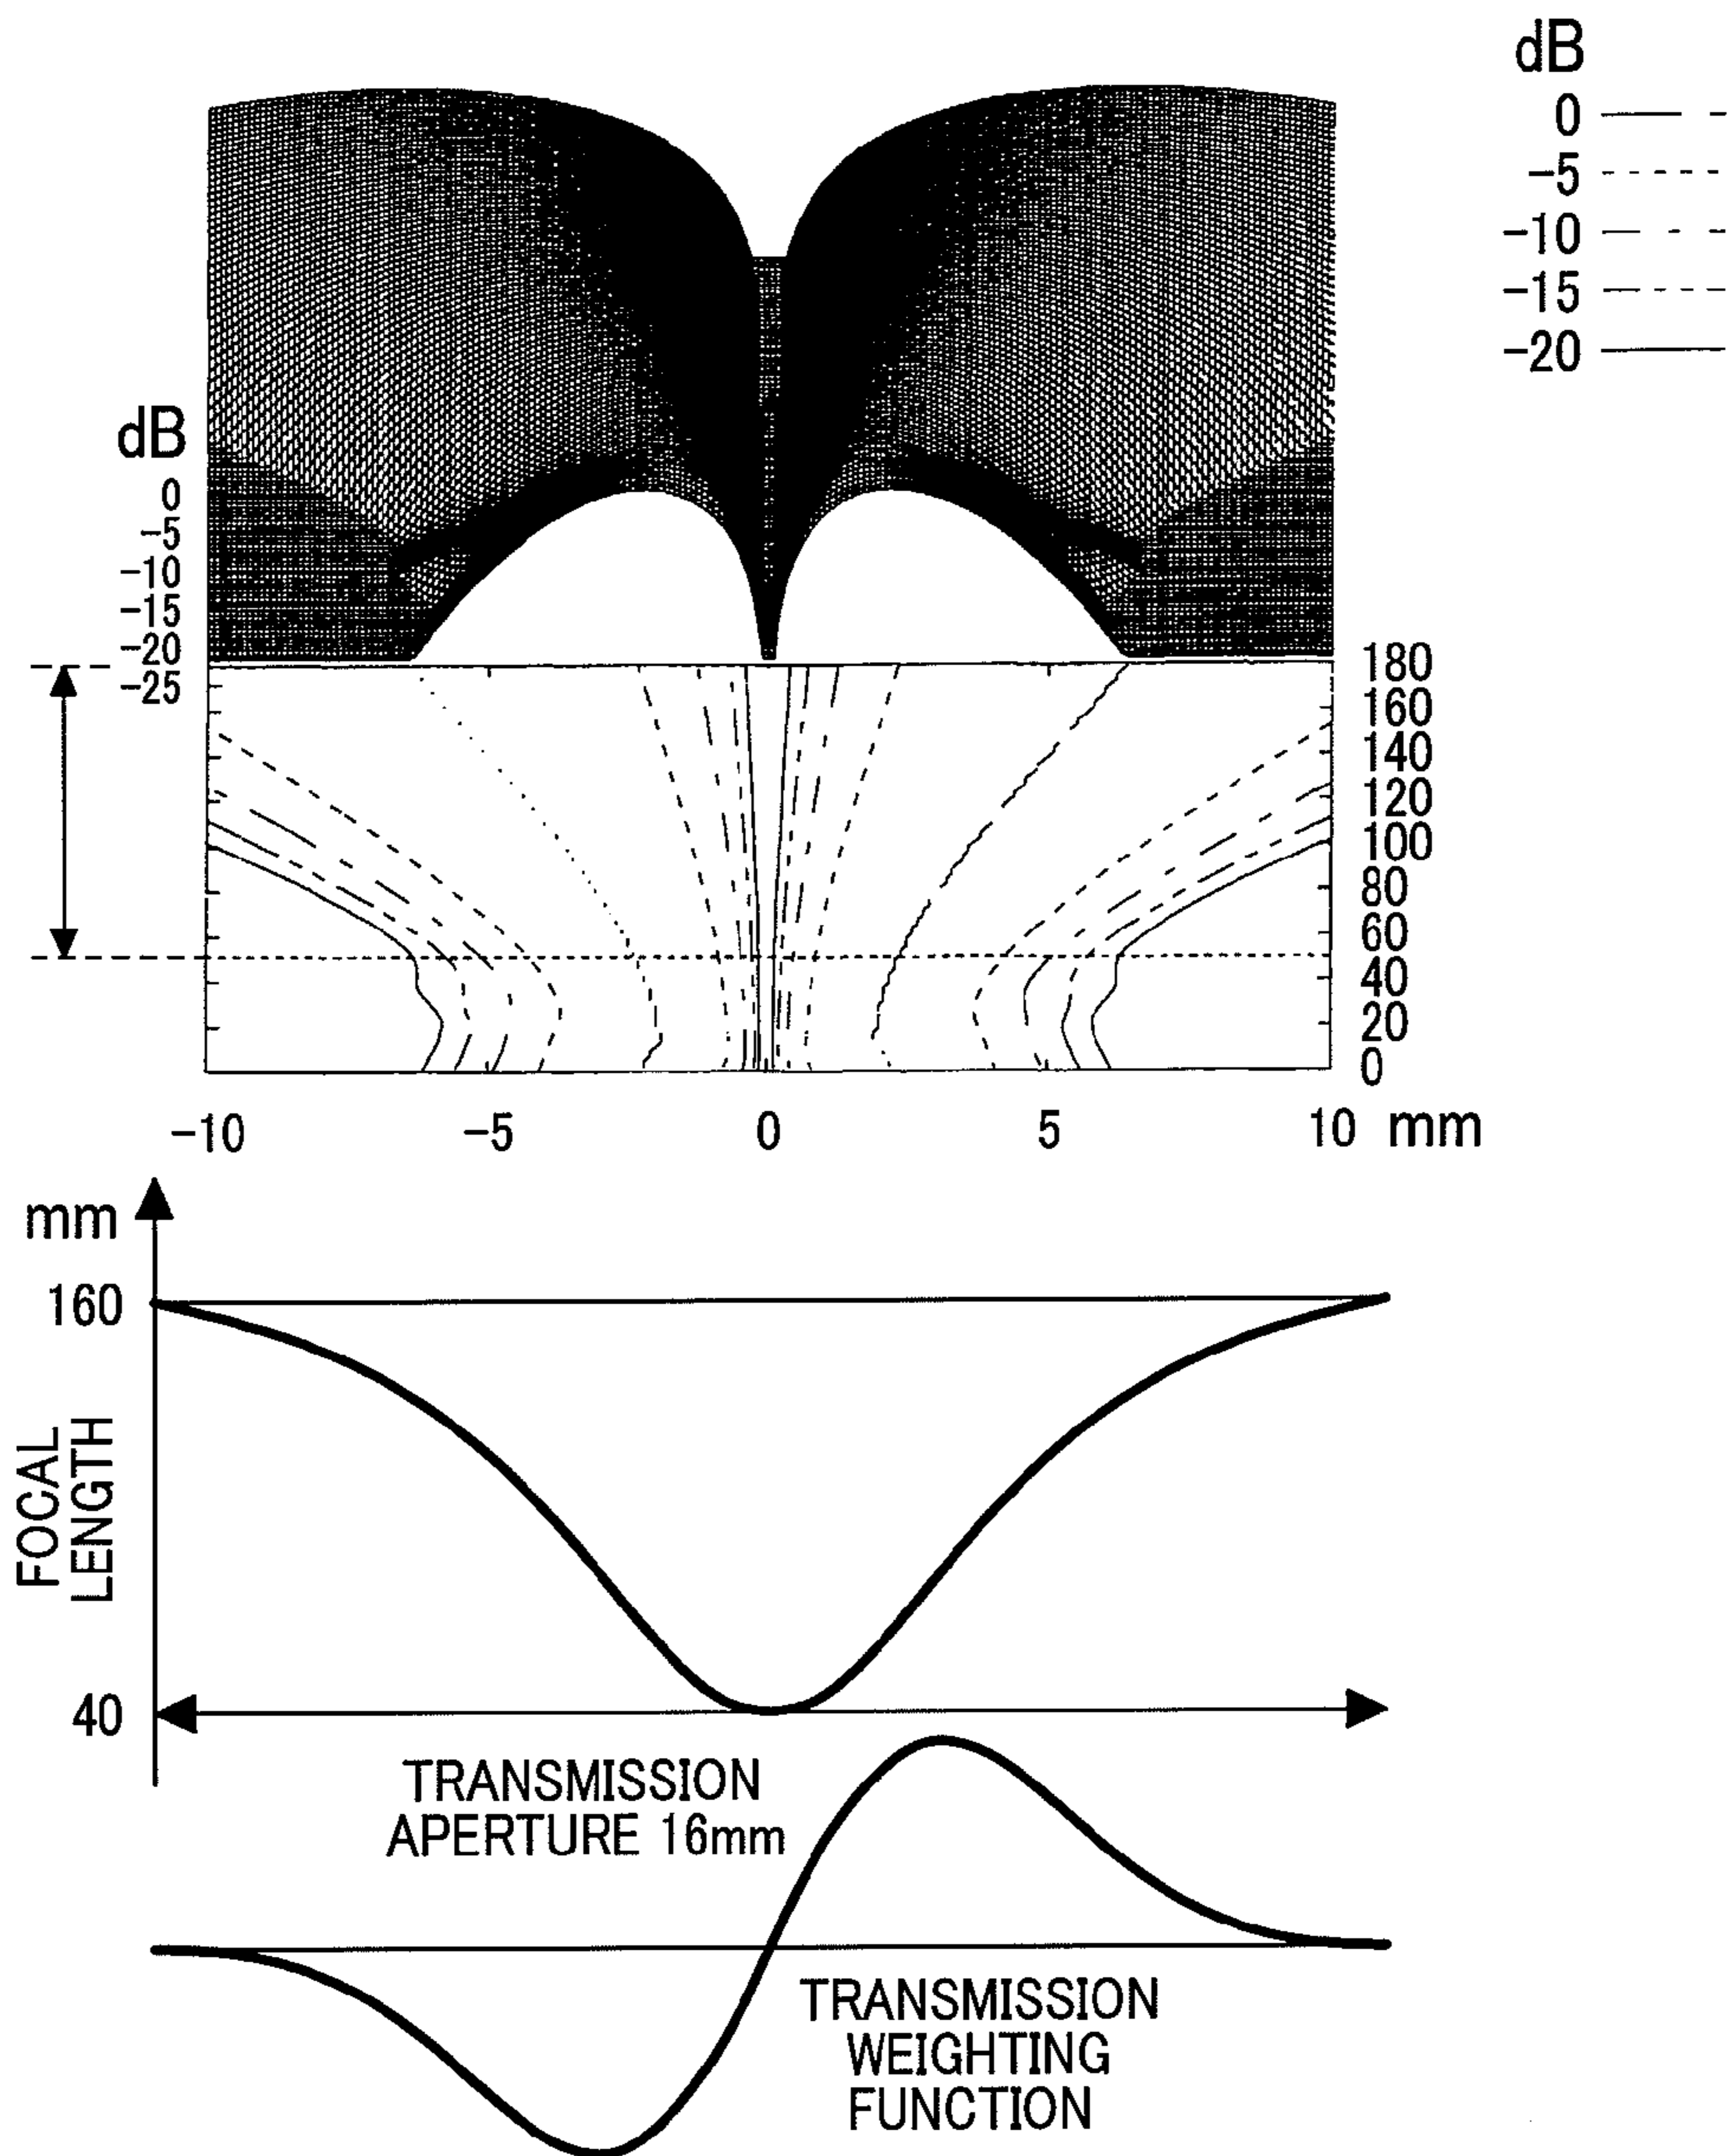 dB
0
-5
-10
-15
-20
dB
0
-5
-10
-15
-20
-25
180
160
140
120
100
80
60
40
20
0
-10 -5 0 5 10 mm
mm
160
FOCAL
LENGTH
40
TRANSMISSION
APERTURE 16mm
TRANSMISSION
WEIGHTING
FUNCTION